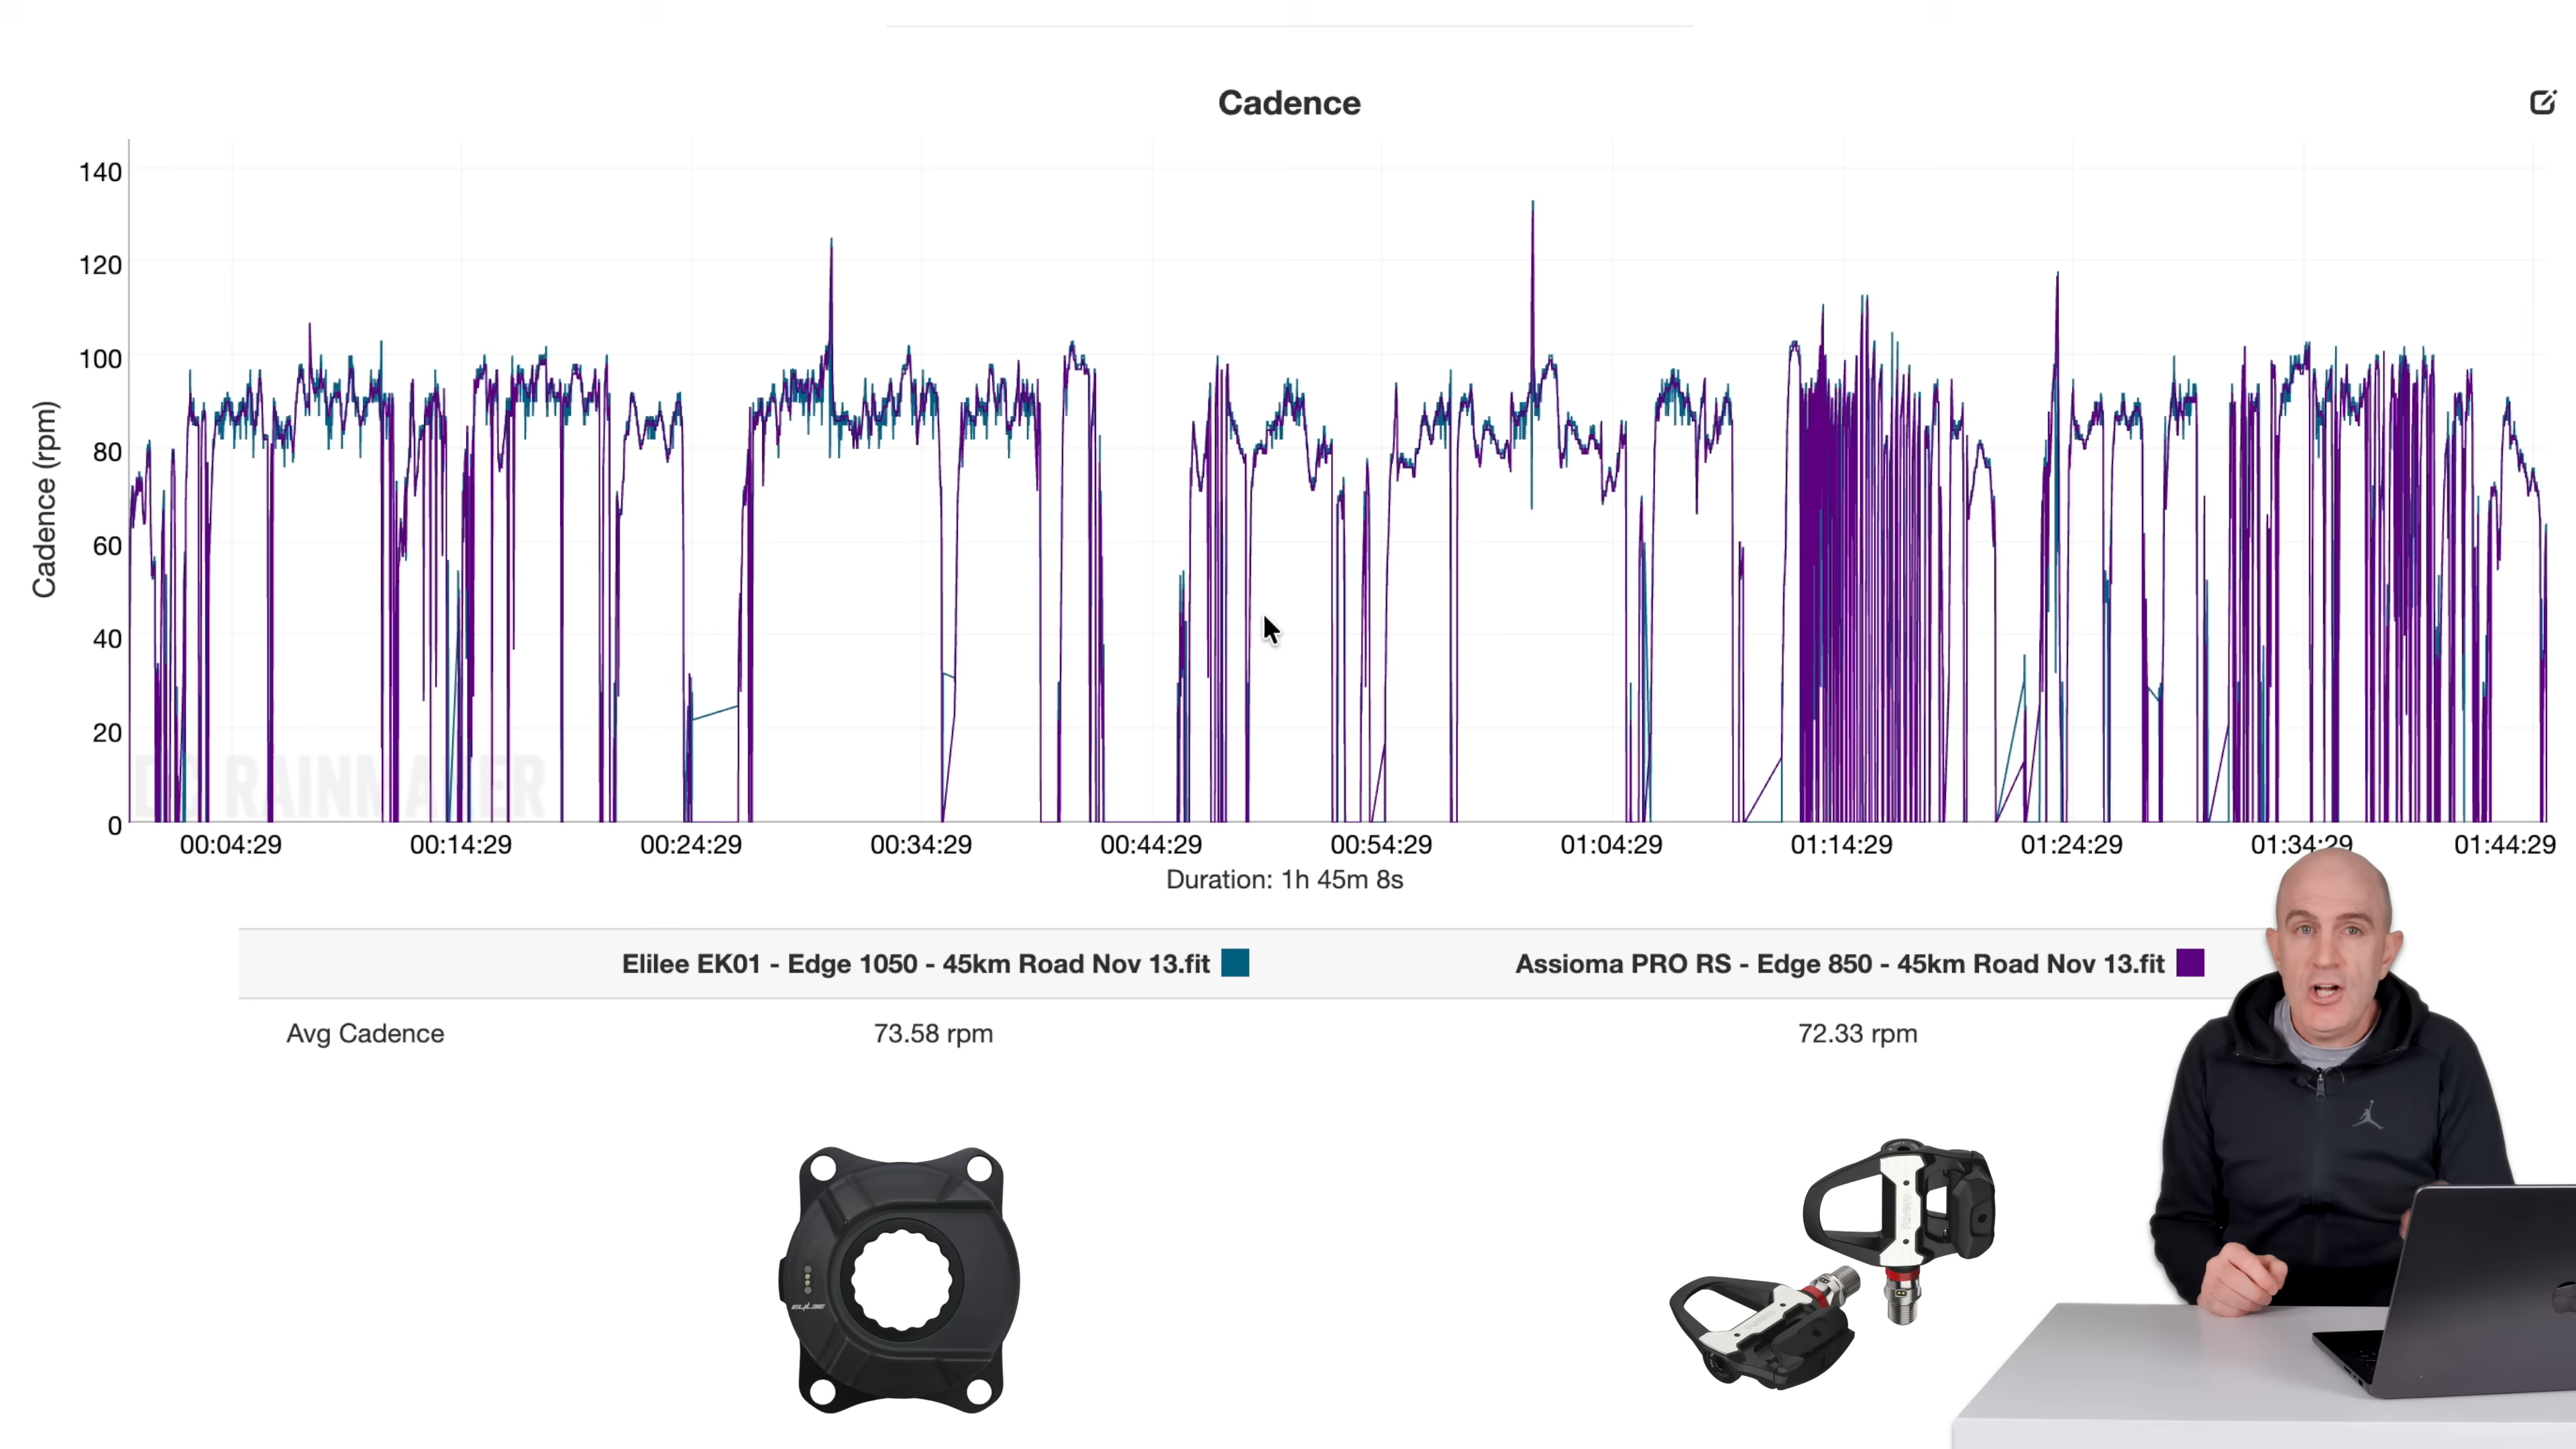 Cadence
Cadence (rpm)
140
120
100
80
60
40
20
0
DC RAINMAKER
00:04:29 00:14:29 00:24:29 00:34:29 00:44:29 00:54:29 01:04:29 01:14:29 01:24:29 01:34:29 01:44:29
Duration: 1h 45m 8s
Elilee EK01 - Edge 1050 - 45km Road Nov 13.fit Assioma PRO RS - Edge 850 - 45km Road Nov 13.fit
Avg Cadence 73.58 rpm 72.33 rpm